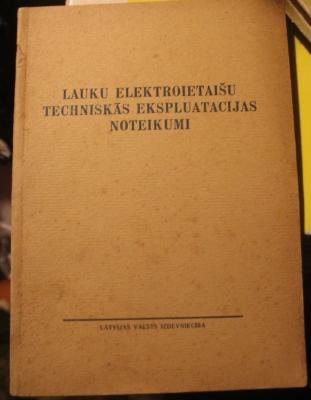 LAUKU ELEKTROIETAIŠU
TECHNISKĀS EKSPLUATACIJAS
NOTEIKUMI
LATVIJAS VALSTS IZDEVNIECĪBA